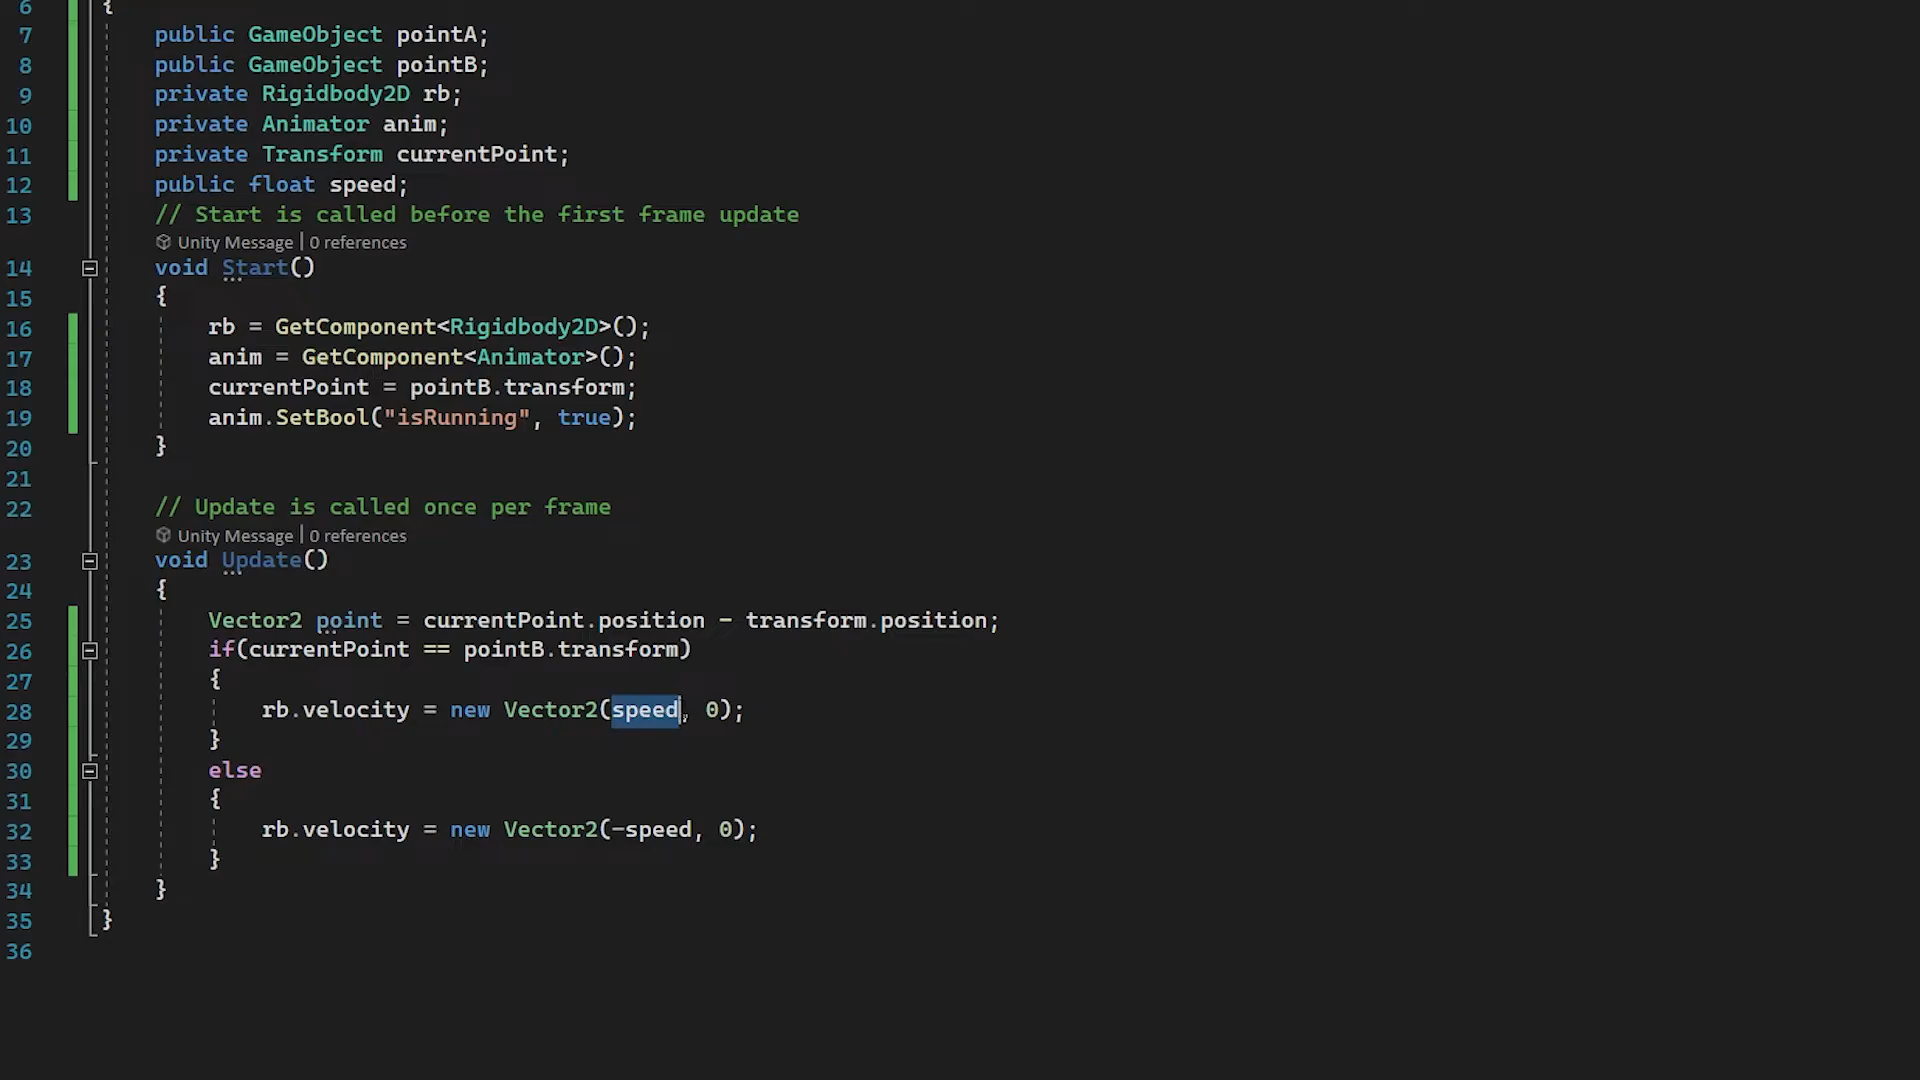 6 {
7 public GameObject pointA;
8 public GameObject pointB;
9 private Rigidbody2D rb;
10 private Animator anim;
11 private Transform currentPoint;
12 public float speed;
13 // Start is called before the first frame update
Unity Message | 0 references
14 void Start()
15 {
16 rb = GetComponent<Rigidbody2D>();
17 anim = GetComponent<Animator>();
18 currentPoint = pointB.transform;
19 anim.SetBool("isRunning", true);
20 }
21
22 // Update is called once per frame
Unity Message | 0 references
23 void Update()
24 {
25 Vector2 point = currentPoint.position - transform.position;
26 if(currentPoint == pointB.transform)
27 {
28 rb.velocity = new Vector2(speed, 0);
29 }
30 else
31 {
32 rb.velocity = new Vector2(-speed, 0);
33 }
34 }
35 }
36